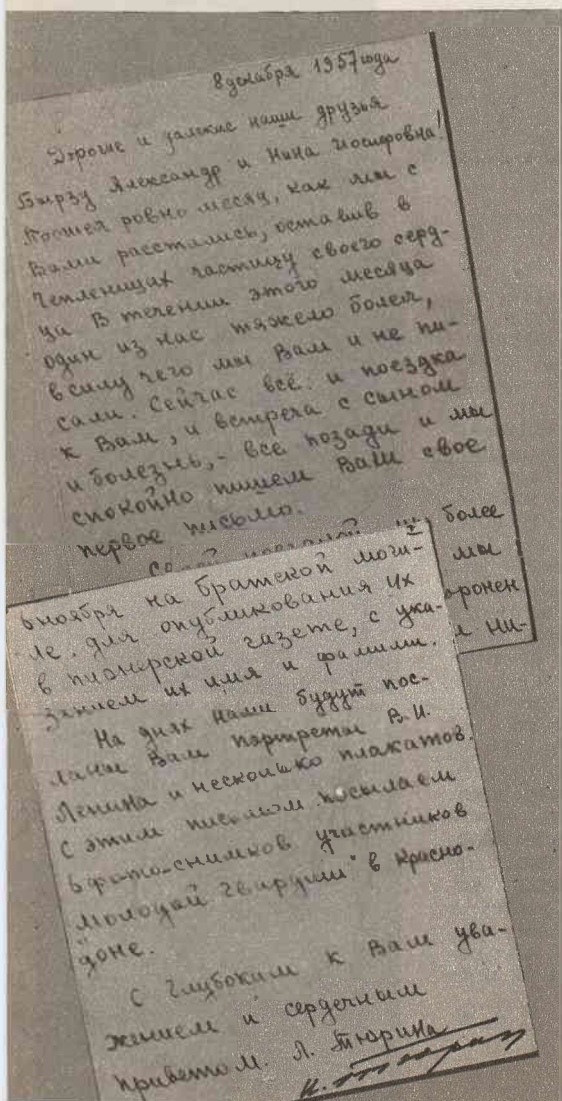 8 декабря 1957 года
Дорогие и далекие наши друзья
Бырзу Александр и Нина Иосифовна!
Прошел ровно месяц, как мы с
Вами расстались, оставив в
частицу своего серд-
ца В течении этого месяца
один из нас тяжело болел,
в силу чего мы Вам и не пи-
сали. Сейчас всё: и поездка
к Вам, и встреча с сыном
и болезнь, - все позади и мы
спокойно пишем Вам свое
первое письмо.
более
мы
оронен
ни-
6 ноября на братской моги-
ле. для опубликования их
в пионерской газете, с ука-
занием их имя и фамили.
На днях нами будут пос-
ланы Вам портреты В.И.
Ленина и несколько плакатов.
С этим письмом посылаем
6 фото-снимков участников
"Молодой гвардии" в Красно-
доне.
С глубоким к Вам ува-
жением и сердечным
приветом. Л. Тюрина